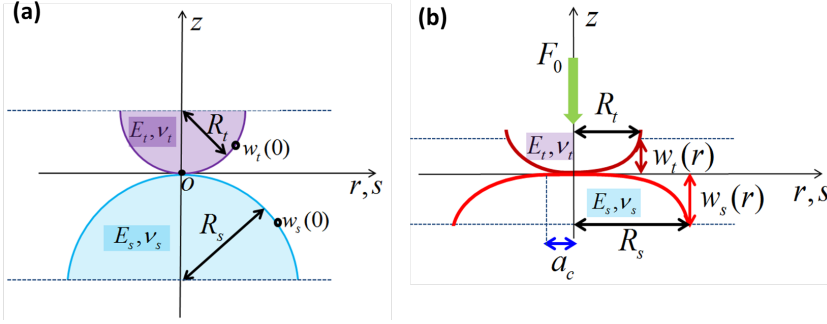 (a)
z
R_t
E_t, ν_t
w_t(0)
o
r, s
w_s(0)
R_s
E_s, ν_s
(b)
z
F_0
R_t
E_t, ν_t
w_t(r)
r, s
w_s(r)
E_s, ν_s
R_s
a_c